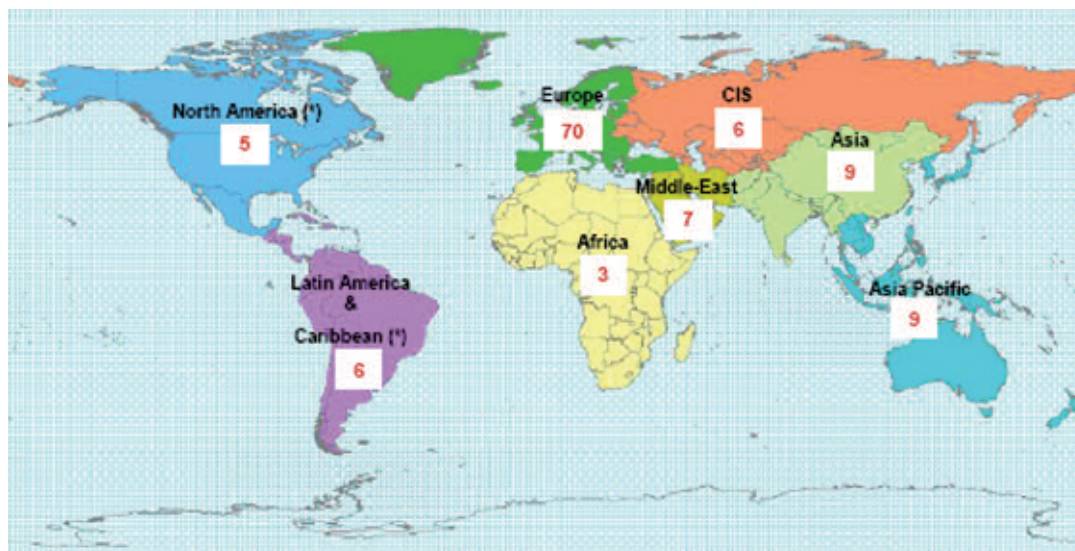 North America (*)
5
Europe
70
CIS
6
Asia
9
Middle-East
7
Africa
3
Latin America
&
Caribbean (*)
6
Asia Pacific
9